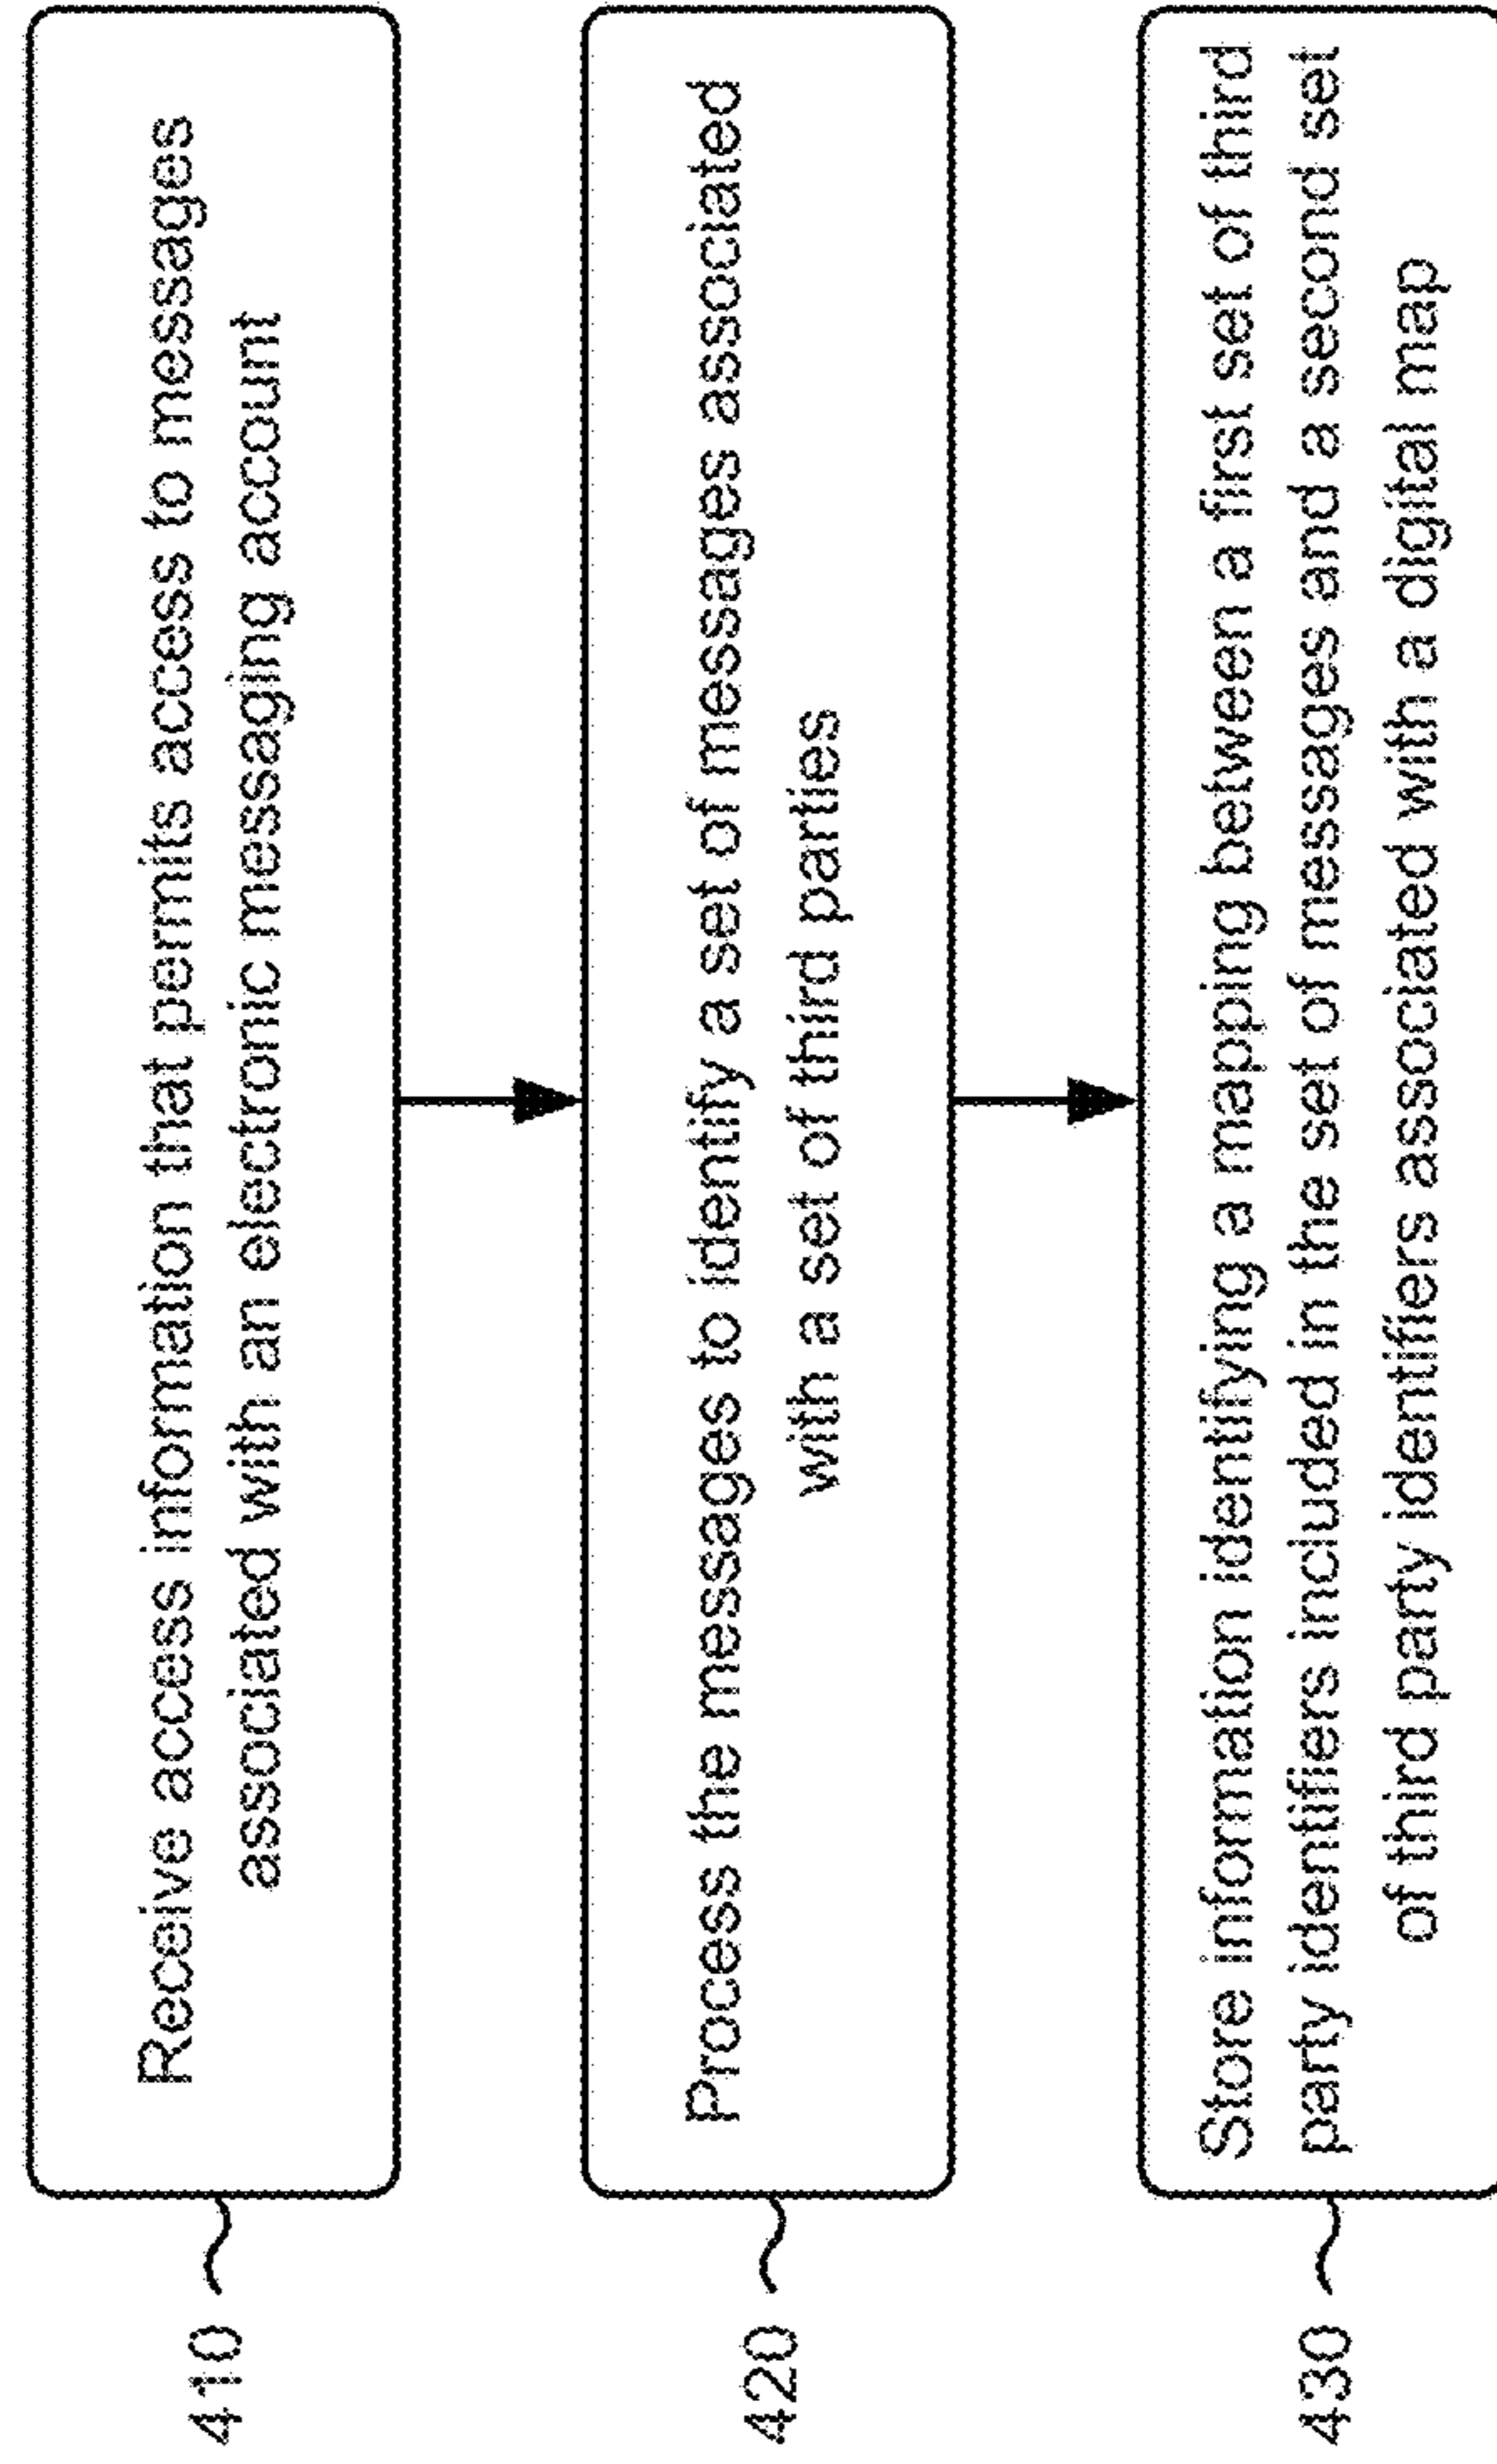 410
Receive access information that permits access to messages
associated with an electronic messaging account
420
Process the messages to identify a set of messages associated
with a set of third parties
430
Store information identifying a mapping between a first set of third
party identifiers included in the set of messages and a second set
of third party identifiers associated with a digital map